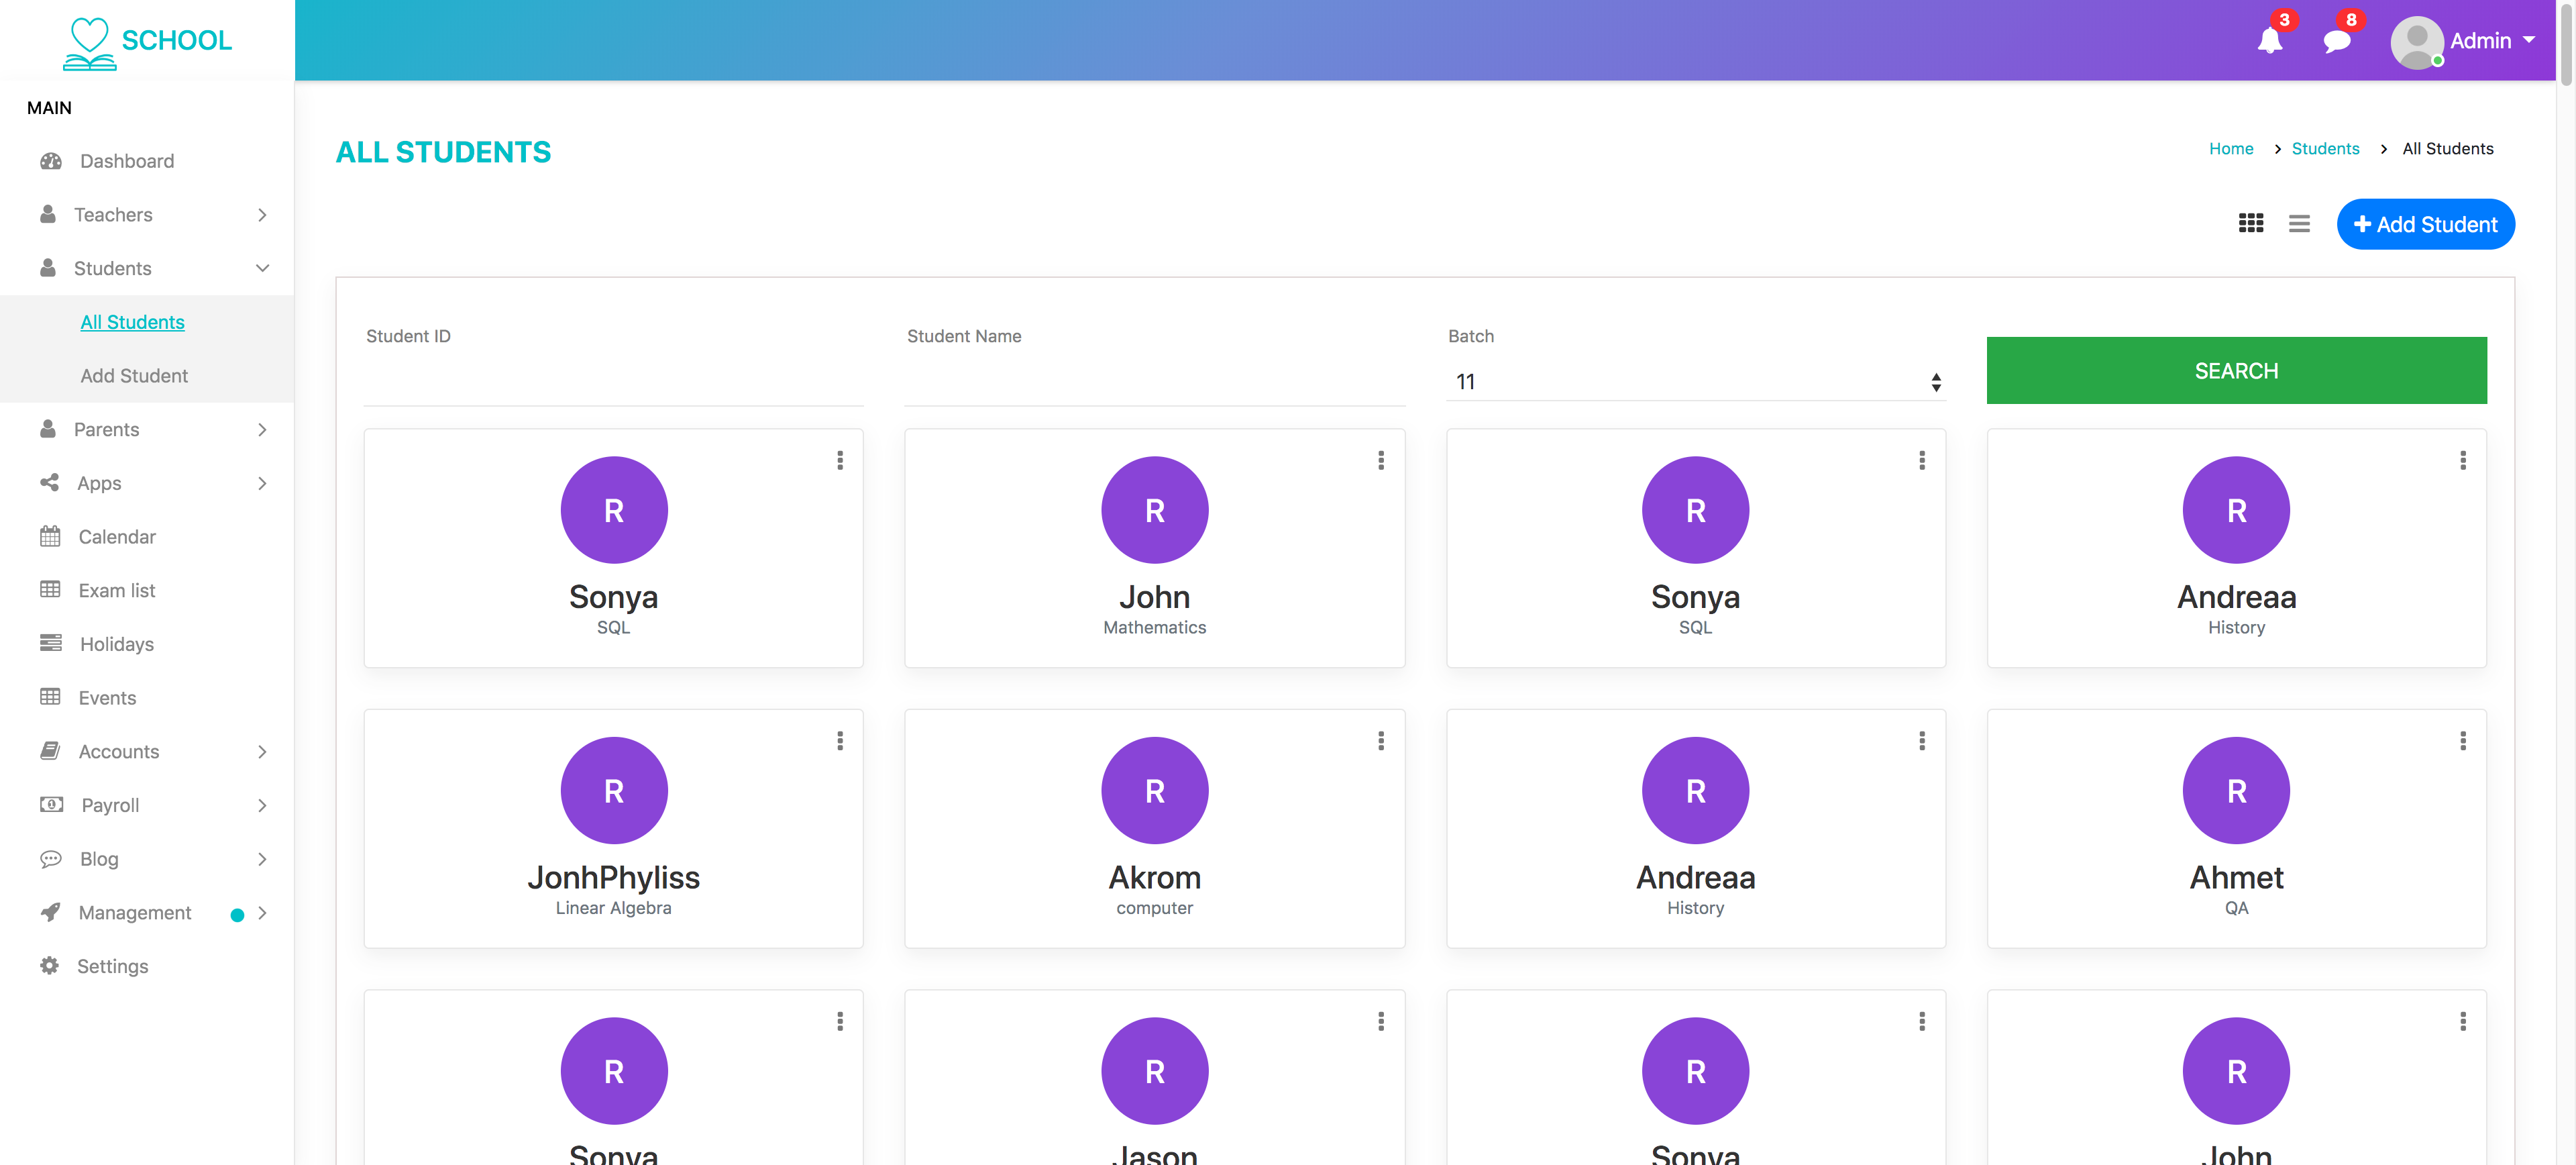 SCHOOL
3
8
Admin
MAIN
Dashboard
Teachers
Students
All Students
Add Student
Parents
Apps
Calendar
Exam list
Holidays
Events
Accounts
Payroll
Blog
Management
Settings
ALL STUDENTS
Home > Students > All Students
Add Student
Student ID
Student Name
Batch
11
SEARCH
R
Sonya
SQL
R
John
Mathematics
R
Sonya
SQL
R
Andreaa
History
R
JonhPhyliss
Linear Algebra
R
Akrom
computer
R
Andreaa
History
R
Ahmet
QA
R
Sonya
R
Jason
R
Sonya
R
John